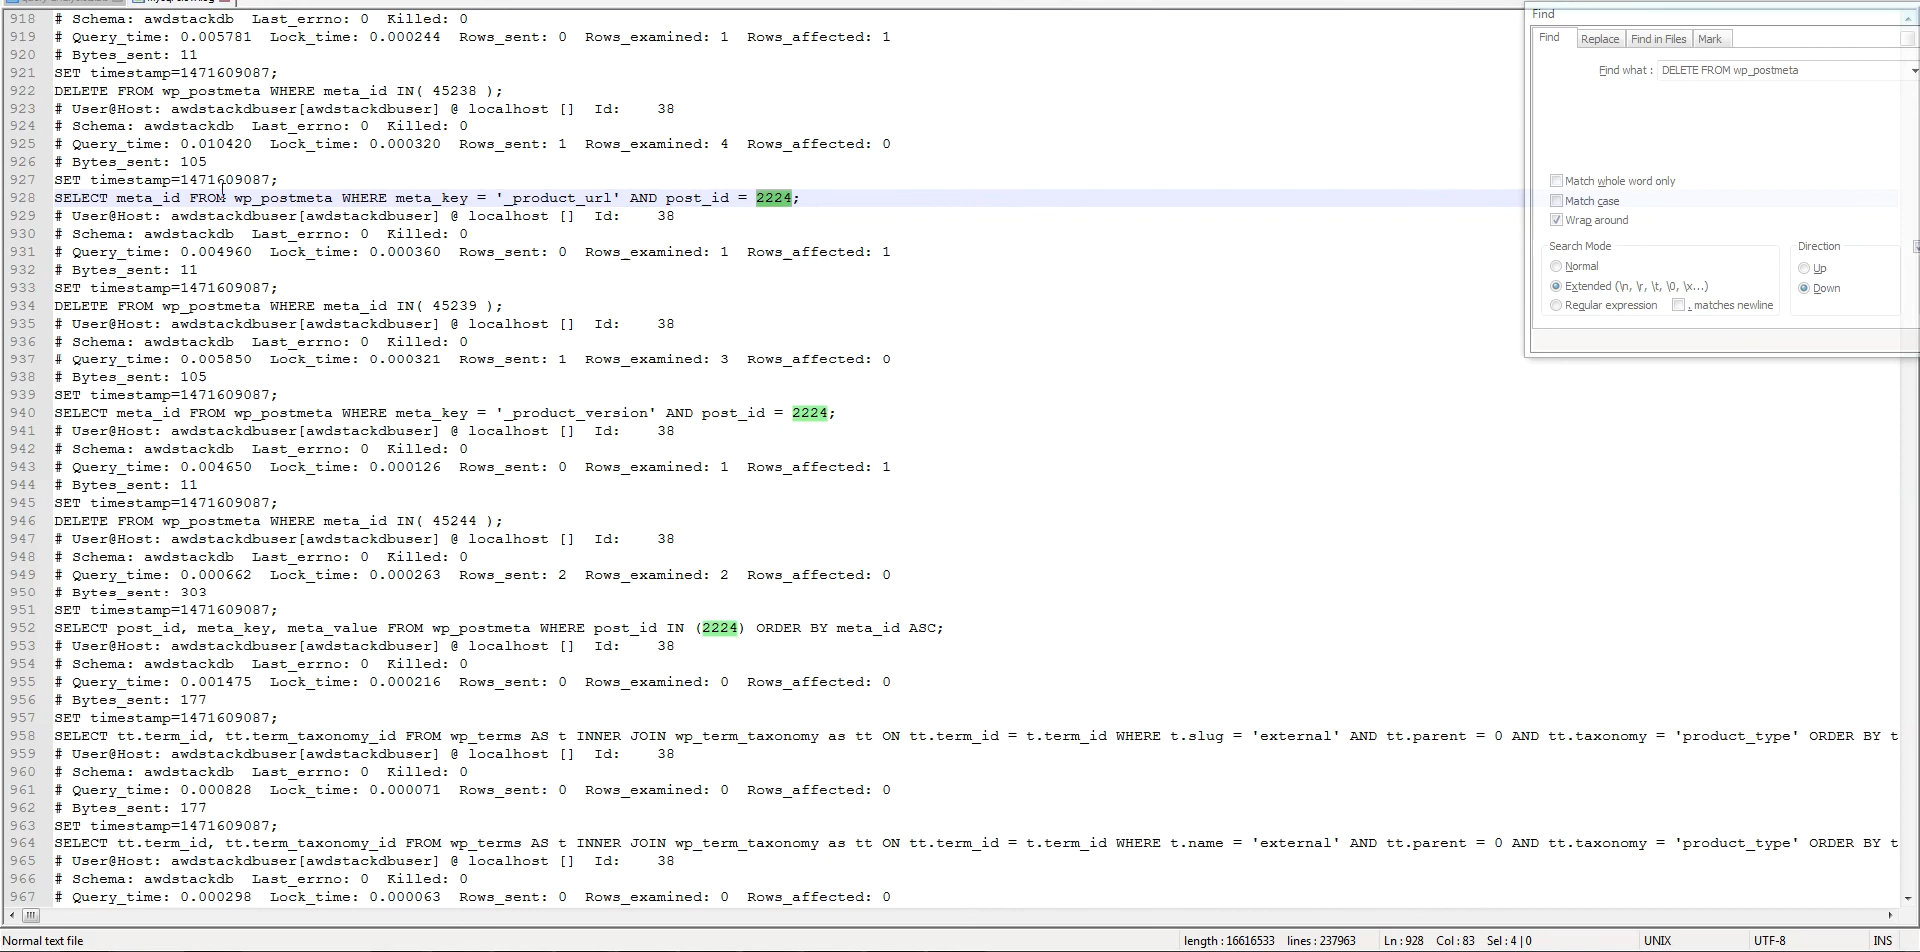 918 # Schema: awdstackdb  Last_errno: 0  Killed: 0
919 # Query_time: 0.005781  Lock_time: 0.000244  Rows_sent: 0  Rows_examined: 1  Rows_affected: 1
920 # Bytes_sent: 11
921 SET timestamp=1471609087;
922 DELETE FROM wp_postmeta WHERE meta_id IN( 45238 );
923 # User@Host: awdstackdbuser[awdstackdbuser] @ localhost []  Id:    38
924 # Schema: awdstackdb  Last_errno: 0  Killed: 0
925 # Query_time: 0.010420  Lock_time: 0.000320  Rows_sent: 1  Rows_examined: 4  Rows_affected: 0
926 # Bytes_sent: 105
927 SET timestamp=1471609087;
928 SELECT meta_id FROM wp_postmeta WHERE meta_key = '_product_url' AND post_id = 2224;
929 # User@Host: awdstackdbuser[awdstackdbuser] @ localhost []  Id:    38
930 # Schema: awdstackdb  Last_errno: 0  Killed: 0
931 # Query_time: 0.004960  Lock_time: 0.000360  Rows_sent: 0  Rows_examined: 1  Rows_affected: 1
932 # Bytes_sent: 11
933 SET timestamp=1471609087;
934 DELETE FROM wp_postmeta WHERE meta_id IN( 45239 );
935 # User@Host: awdstackdbuser[awdstackdbuser] @ localhost []  Id:    38
936 # Schema: awdstackdb  Last_errno: 0  Killed: 0
937 # Query_time: 0.005850  Lock_time: 0.000321  Rows_sent: 1  Rows_examined: 3  Rows_affected: 0
938 # Bytes_sent: 105
939 SET timestamp=1471609087;
940 SELECT meta_id FROM wp_postmeta WHERE meta_key = '_product_version' AND post_id = 2224;
941 # User@Host: awdstackdbuser[awdstackdbuser] @ localhost []  Id:    38
942 # Schema: awdstackdb  Last_errno: 0  Killed: 0
943 # Query_time: 0.004650  Lock_time: 0.000126  Rows_sent: 0  Rows_examined: 1  Rows_affected: 1
944 # Bytes_sent: 11
945 SET timestamp=1471609087;
946 DELETE FROM wp_postmeta WHERE meta_id IN( 45244 );
947 # User@Host: awdstackdbuser[awdstackdbuser] @ localhost []  Id:    38
948 # Schema: awdstackdb  Last_errno: 0  Killed: 0
949 # Query_time: 0.000662  Lock_time: 0.000263  Rows_sent: 2  Rows_examined: 2  Rows_affected: 0
950 # Bytes_sent: 303
951 SET timestamp=1471609087;
952 SELECT post_id, meta_key, meta_value FROM wp_postmeta WHERE post_id IN (2224) ORDER BY meta_id ASC;
953 # User@Host: awdstackdbuser[awdstackdbuser] @ localhost []  Id:    38
954 # Schema: awdstackdb  Last_errno: 0  Killed: 0
955 # Query_time: 0.001475  Lock_time: 0.000216  Rows_sent: 0  Rows_examined: 0  Rows_affected: 0
956 # Bytes_sent: 177
957 SET timestamp=1471609087;
958 SELECT tt.term_id, tt.term_taxonomy_id FROM wp_terms AS t INNER JOIN wp_term_taxonomy as tt ON tt.term_id = t.term_id WHERE t.slug = 'external' AND tt.parent = 0 AND tt.taxonomy = 'product_type' ORDER BY t
959 # User@Host: awdstackdbuser[awdstackdbuser] @ localhost []  Id:    38
960 # Schema: awdstackdb  Last_errno: 0  Killed: 0
961 # Query_time: 0.000828  Lock_time: 0.000071  Rows_sent: 0  Rows_examined: 0  Rows_affected: 0
962 # Bytes_sent: 177
963 SET timestamp=1471609087;
964 SELECT tt.term_id, tt.term_taxonomy_id FROM wp_terms AS t INNER JOIN wp_term_taxonomy as tt ON tt.term_id = t.term_id WHERE t.name = 'external' AND tt.parent = 0 AND tt.taxonomy = 'product_type' ORDER BY t
965 # User@Host: awdstackdbuser[awdstackdbuser] @ localhost []  Id:    38
966 # Schema: awdstackdb  Last_errno: 0  Killed: 0
967 # Query_time: 0.000298  Lock_time: 0.000063  Rows_sent: 0  Rows_examined: 0  Rows_affected: 0
Find
Find Replace Find in Files Mark
Find what : DELETE FROM wp_postmeta
Match whole word only
Match case
Wrap around
Search Mode Direction
Normal Up
Extended (\n, \r, \t, \0, \x...) Down
Regular expression . matches newline
Normal text file length : 16616533 lines : 237963 Ln : 928 Col : 83 Sel : 4 | 0 UNIX UTF-8 INS